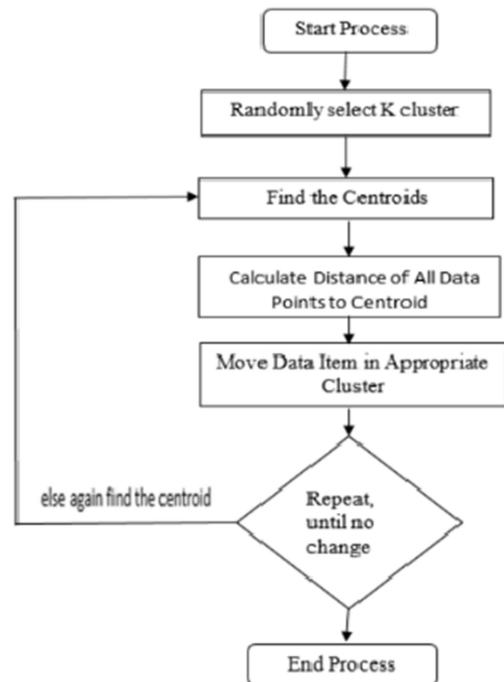 Start Process
Randomly select K cluster
Find the Centroids
Calculate Distance of All Data
Points to Centroid
Move Data Item in Appropriate
Cluster
else again find the centroid
Repeat,
until no
change
End Process